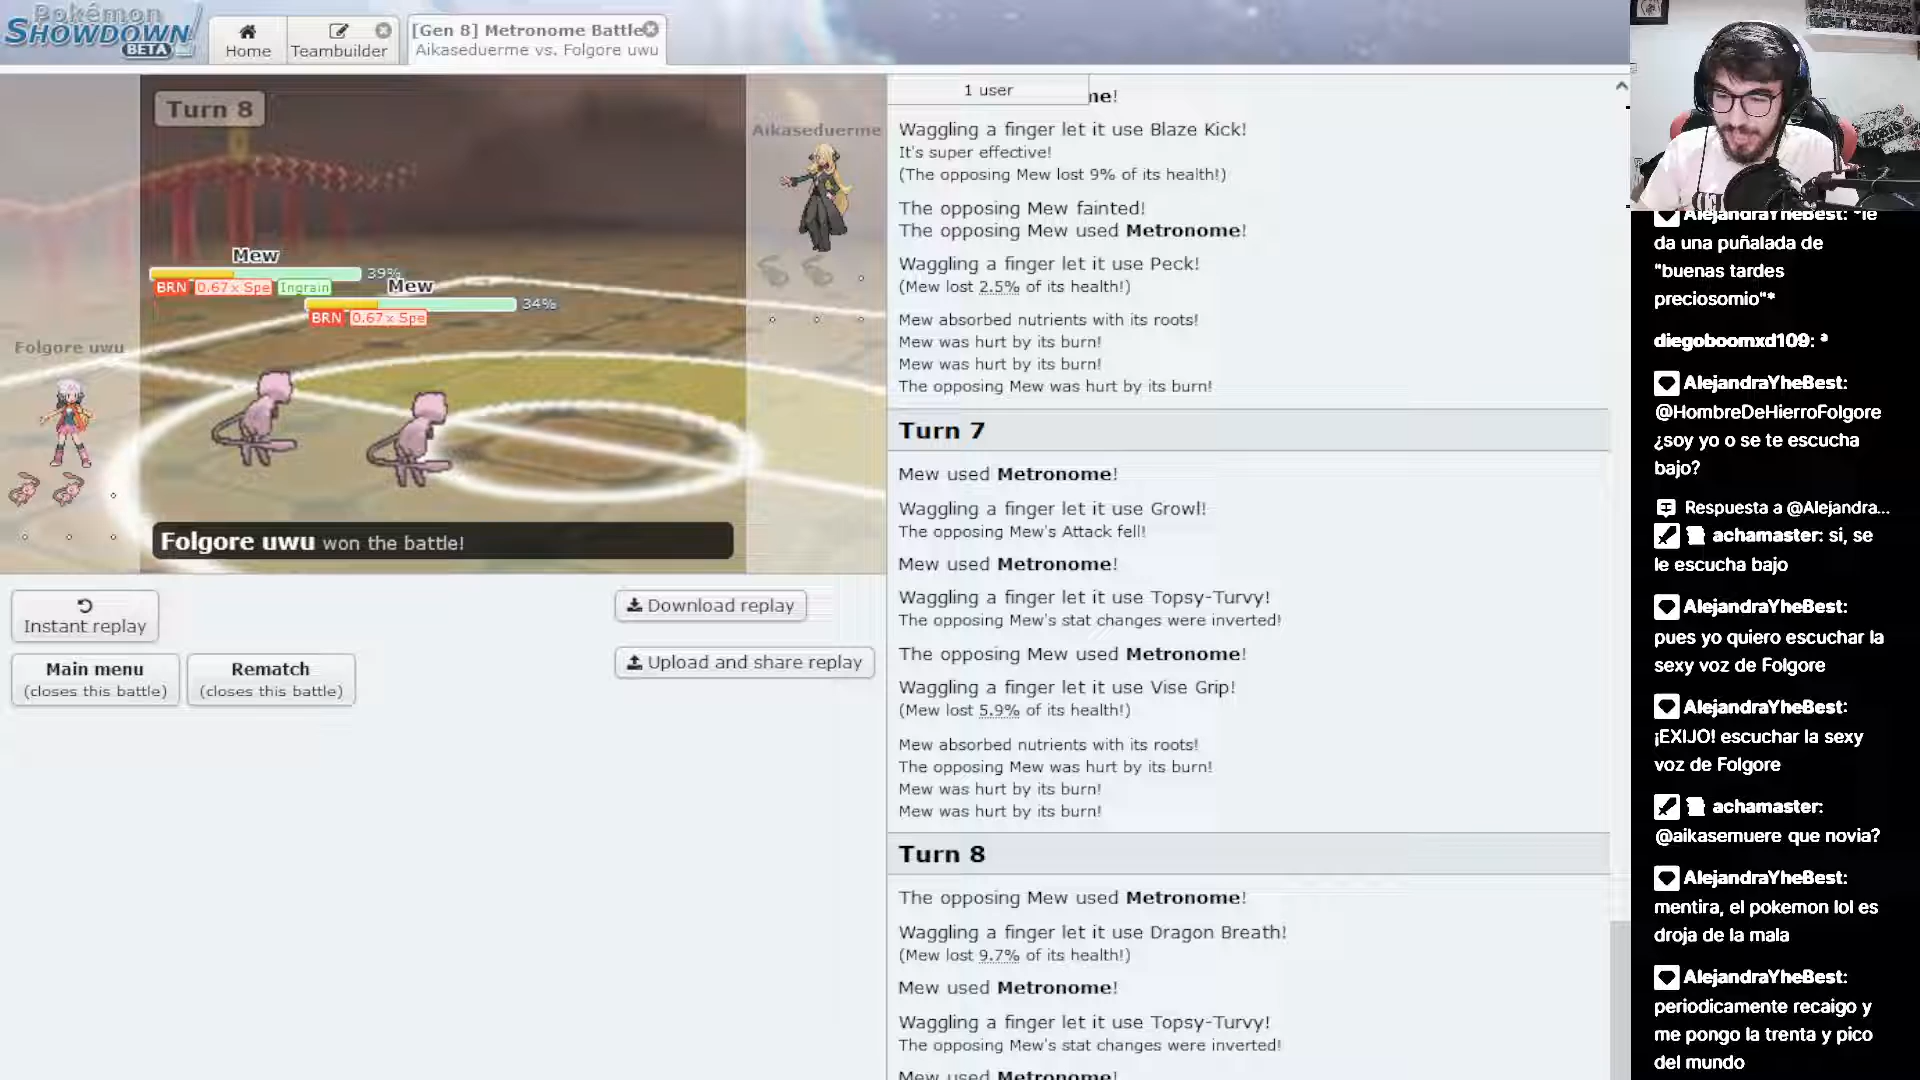 Pokémon
SHOWDOWN
BETA
Home
Teambuilder
[Gen 8] Metronome Battle
Aikaseduerme vs. Folgore uwu
Turn 8
Aikaseduerme
Mew
39%
BRN 0.67× Spe Ingrain
Mew
34%
BRN 0.67× Spe
Folgore uwu
Folgore uwu won the battle!
Instant replay
Download replay
Upload and share replay
Main menu
(closes this battle)
Rematch
(closes this battle)
1 user
ne!
Waggling a finger let it use Blaze Kick!
It's super effective!
(The opposing Mew lost 9% of its health!)
The opposing Mew fainted!
The opposing Mew used Metronome!
Waggling a finger let it use Peck!
(Mew lost 2.5% of its health!)
Mew absorbed nutrients with its roots!
Mew was hurt by its burn!
Mew was hurt by its burn!
The opposing Mew was hurt by its burn!
Turn 7
Mew used Metronome!
Waggling a finger let it use Growl!
The opposing Mew's Attack fell!
Mew used Metronome!
Waggling a finger let it use Topsy-Turvy!
The opposing Mew's stat changes were inverted!
The opposing Mew used Metronome!
Waggling a finger let it use Vise Grip!
(Mew lost 5.9% of its health!)
Mew absorbed nutrients with its roots!
The opposing Mew was hurt by its burn!
Mew was hurt by its burn!
Mew was hurt by its burn!
Turn 8
The opposing Mew used Metronome!
Waggling a finger let it use Dragon Breath!
(Mew lost 9.7% of its health!)
Mew used Metronome!
Waggling a finger let it use Topsy-Turvy!
The opposing Mew's stat changes were inverted!
Mew used Metronome!
AlejandraYheBest: *le
da una puñalada de
"buenas tardes
preciosomio"*
diegoboomxd109: ª
AlejandraYheBest:
@HombreDeHierroFolgore
¿soy yo o se te escucha
bajo?
Respuesta a @Alejandra...
achamaster: si, se
le escucha bajo
AlejandraYheBest:
pues yo quiero escuchar la
sexy voz de Folgore
AlejandraYheBest:
¡EXIJO! escuchar la sexy
voz de Folgore
achamaster:
@aikasemuere que novia?
AlejandraYheBest:
mentira, el pokemon lol es
droja de la mala
AlejandraYheBest:
periodicamente recaigo y
me pongo la trenta y pico
del mundo